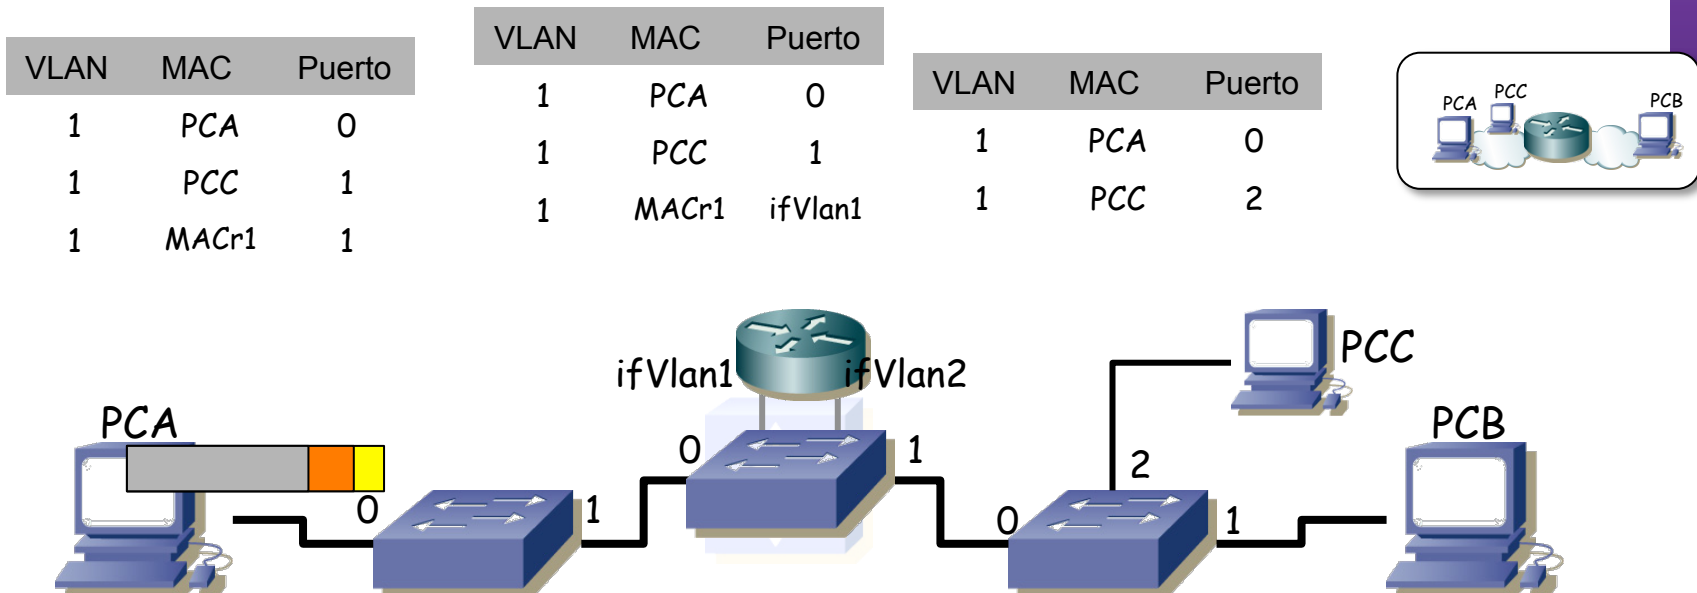 VLAN MAC Puerto
1 PCA 0
1 PCC 1
1 MACr1 1
VLAN MAC Puerto
1 PCA 0
1 PCC 1
1 MACr1 ifVlan1
VLAN MAC Puerto
1 PCA 0
1 PCC 2
PCA PCC PCB
ifVlan1 ifVlan2
PCC
PCA
PCB
0 1
2
0 1
0 1